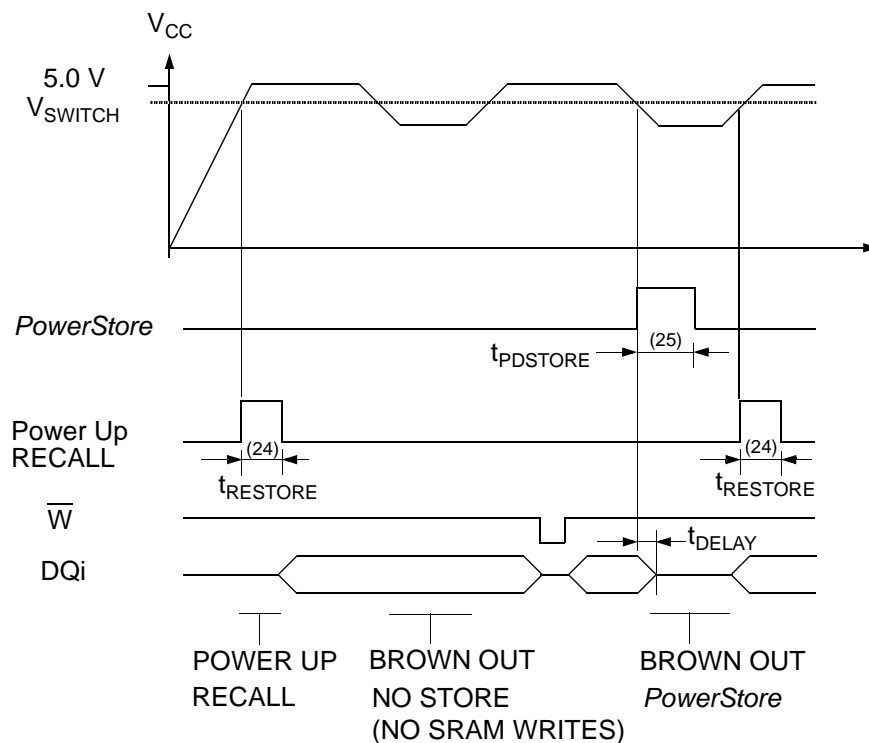 V_CC
5.0 V
V_SWITCH
PowerStore
(25)
t_PDSTORE
Power Up
RECALL
(24)
(24)
t_RESTORE
t_RESTORE
W̅
t_DELAY
DQi
POWER UP
RECALL
BROWN OUT
NO STORE
(NO SRAM WRITES)
BROWN OUT
PowerStore